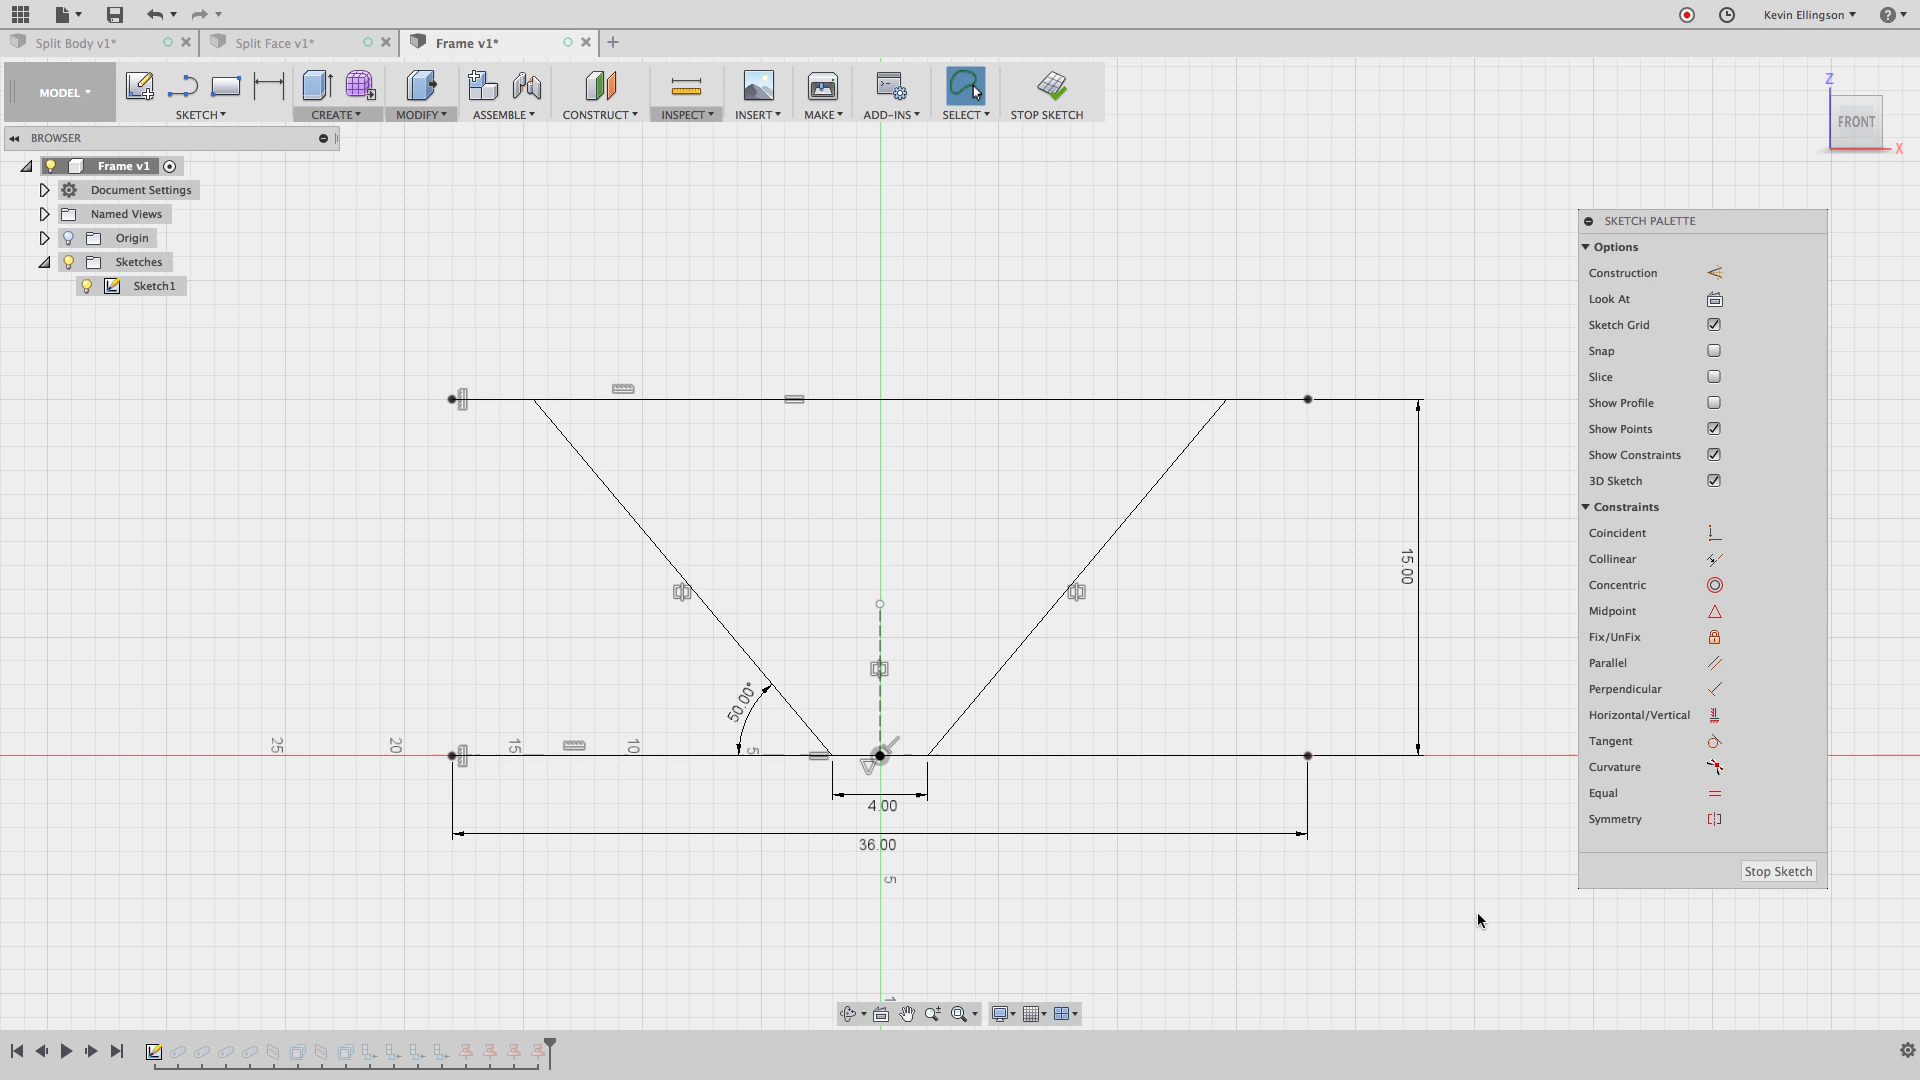 Kevin Ellingson
?
Split Body v1*
Split Face v1*
Frame v1*
MODEL
SKETCH
CREATE
MODIFY
ASSEMBLE
CONSTRUCT
INSPECT
INSERT
MAKE
ADD-INS
SELECT
STOP SKETCH
Z
FRONT
X
BROWSER
Frame v1
Document Settings
Named Views
Origin
Sketches
Sketch1
SKETCH PALETTE
Options
Construction
Look At
Sketch Grid
Snap
Slice
Show Profile
Show Points
Show Constraints
3D Sketch
Constraints
Coincident
Collinear
Concentric
Midpoint
Fix/UnFix
Parallel
Perpendicular
Horizontal/Vertical
Tangent
Curvature
Equal
Symmetry
Stop Sketch
15.00
50.00°
25
20
15
10
5
4.00
36.00
5